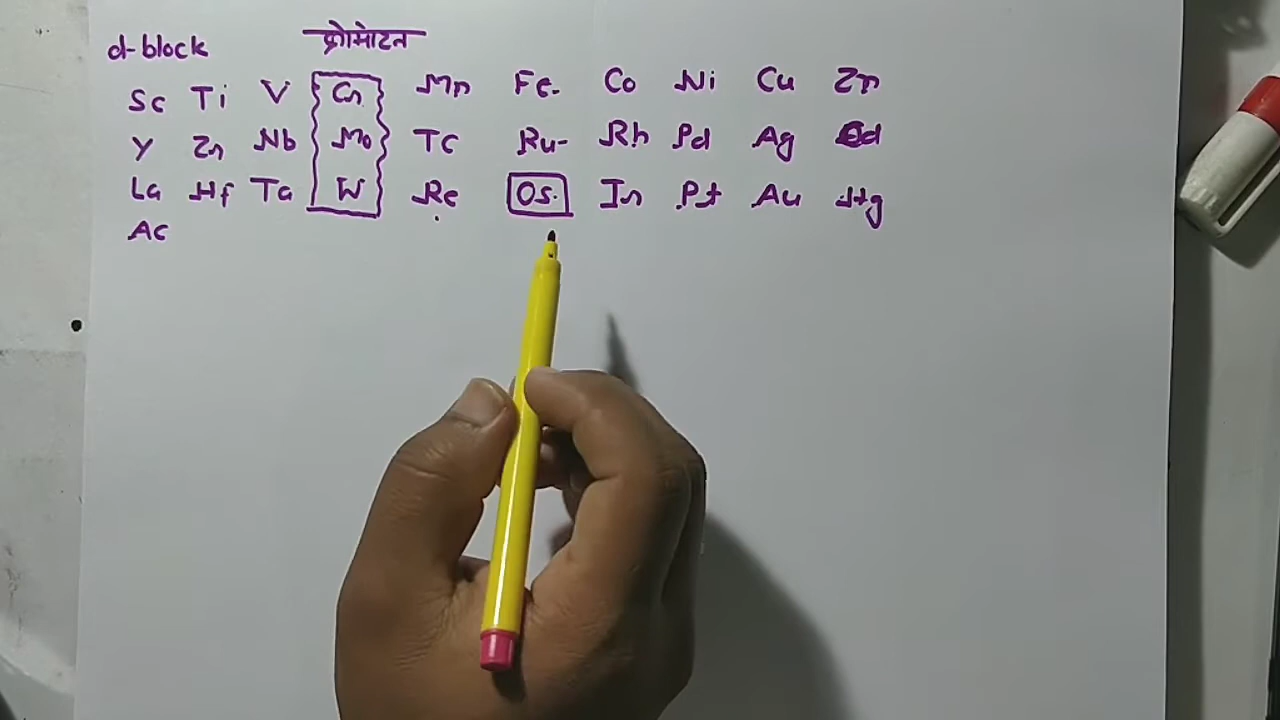 d-block क्रोमोटन
Sc Ti V Cr Mn Fe Co Ni Cu Zn
Y Zr Nb Mo Tc Ru Rh Pd Ag Cd
La Hf Ta W Re Os Ir Pt Au Hg
Ac